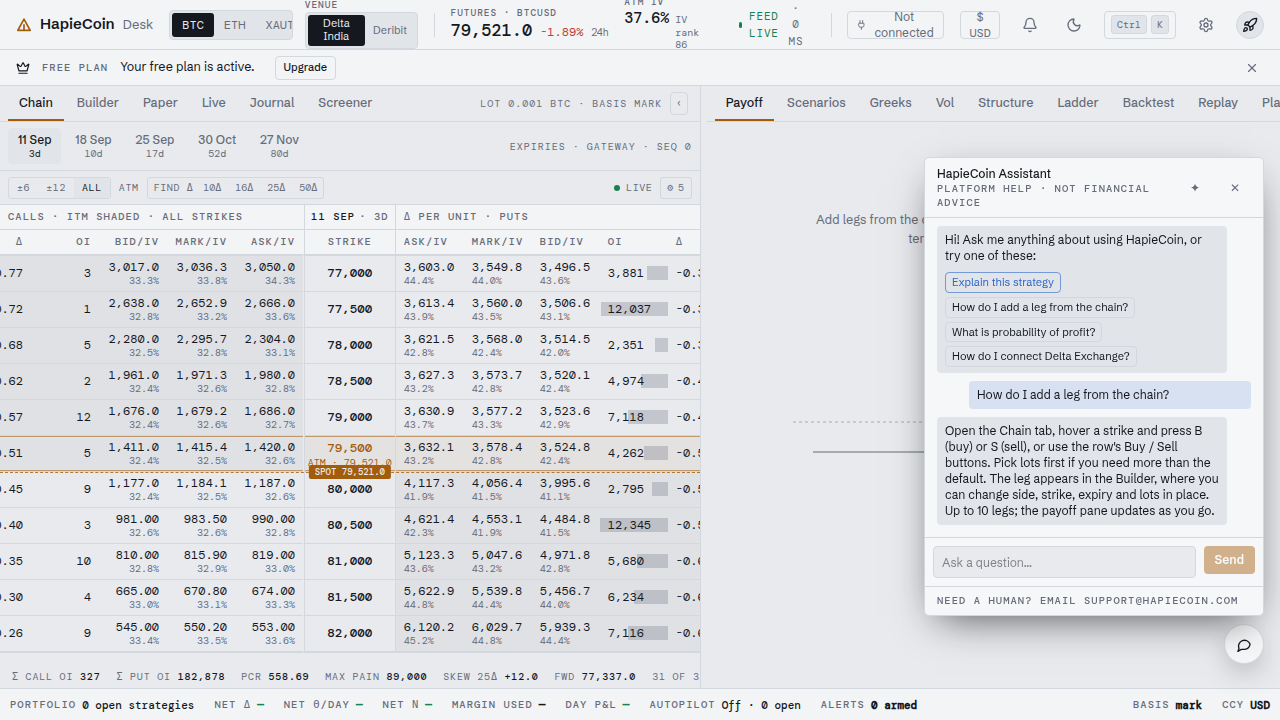 HapieCoin Desk
BTC ETH XAUT
VENUE
Delta India Deribit
FUTURES · BTCUSD
79,521.0 -1.89% 24h
ATM IV
37.6% IV rank 86
FEED LIVE · 0 MS
Not connected
$ USD
Ctrl K
FREE PLAN Your free plan is active. Upgrade
Chain Builder Paper Live Journal Screener
LOT 0.001 BTC · BASIS MARK
Payoff Scenarios Greeks Vol Structure Ladder Backtest Replay
11 Sep 18 Sep 25 Sep 30 Oct 27 Nov
3d 10d 17d 52d 80d
EXPIRIES · GATEWAY · SEQ 0
±6 ±12 ALL ATM FIND Δ 10Δ 16Δ 25Δ 50Δ
LIVE 5
CALLS · ITM SHADED · ALL STRIKES 11 SEP · 3D Δ PER UNIT · PUTS
Δ OI BID/IV MARK/IV ASK/IV STRIKE ASK/IV MARK/IV BID/IV OI Δ
.77 3 3,017.0 3,036.3 3,050.0 77,000 3,603.0 3,549.8 3,496.5 3,881
33.3% 33.8% 34.3% 44.4% 44.0% 43.6%
.72 1 2,638.0 2,652.9 2,666.0 77,500 3,613.4 3,560.0 3,506.6 12,037
32.8% 33.2% 33.6% 43.9% 43.5% 43.1%
.68 5 2,280.0 2,295.7 2,304.0 78,000 3,621.5 3,568.0 3,514.5 2,351
32.5% 32.8% 33.1% 42.8% 42.4% 42.0%
.62 2 1,961.0 1,971.3 1,980.0 78,500 3,627.3 3,573.7 3,520.1 4,974
32.4% 32.6% 32.8% 43.2% 42.8% 42.4%
.57 12 1,676.0 1,679.2 1,686.0 79,000 3,630.9 3,577.2 3,523.6 7,118
32.4% 32.6% 32.7% 43.7% 43.3% 42.9%
.51 5 1,411.0 1,415.4 1,420.0 79,500 3,632.1 3,578.4 3,524.8 4,262
32.4% 32.5% 32.6% ATM · 79,521.0 43.2% 42.8% 42.4%
SPOT 79,521.0
.45 9 1,177.0 1,184.1 1,187.0 80,000 4,117.3 4,056.4 3,995.6 2,795
32.4% 32.5% 32.6% 41.9% 41.5% 41.1%
.40 3 981.00 983.50 990.00 80,500 4,621.4 4,553.1 4,484.8 12,345
32.6% 32.6% 32.8% 42.3% 41.9% 41.5%
.35 10 810.00 815.90 819.00 81,000 5,123.3 5,047.6 4,971.8 5,680
32.8% 32.9% 33.0% 43.6% 43.2% 42.8%
.30 4 665.00 670.80 674.00 81,500 5,622.9 5,539.8 5,456.7 6,234
33.0% 33.1% 33.3% 44.8% 44.4% 44.0%
.26 9 545.00 550.20 553.00 82,000 6,120.2 6,029.7 5,939.3 7,116
33.4% 33.5% 33.6% 45.2% 44.8% 44.4%
Σ CALL OI 327 Σ PUT OI 182,878 PCR 558.69 MAX PAIN 89,000 SKEW 25Δ +12.0 FWD 77,337.0 31 OF 3
Add legs from the
HapieCoin Assistant
PLATFORM HELP · NOT FINANCIAL ADVICE
Hi! Ask me anything about using HapieCoin, or
try one of these:
Explain this strategy
How do I add a leg from the chain?
What is probability of profit?
How do I connect Delta Exchange?
How do I add a leg from the chain?
Open the Chain tab, hover a strike and press B
(buy) or S (sell), or use the row's Buy / Sell
buttons. Pick lots first if you need more than the
default. The leg appears in the Builder, where you
can change side, strike, expiry and lots in place.
Up to 10 legs; the payoff pane updates as you go.
Ask a question... Send
NEED A HUMAN? EMAIL SUPPORT@HAPIECOIN.COM
PORTFOLIO 0 open strategies NET Δ — NET Θ/DAY — NET N — MARGIN USED — DAY P&L — AUTOPILOT Off · 0 open ALERTS 0 armed BASIS mark CCY USD